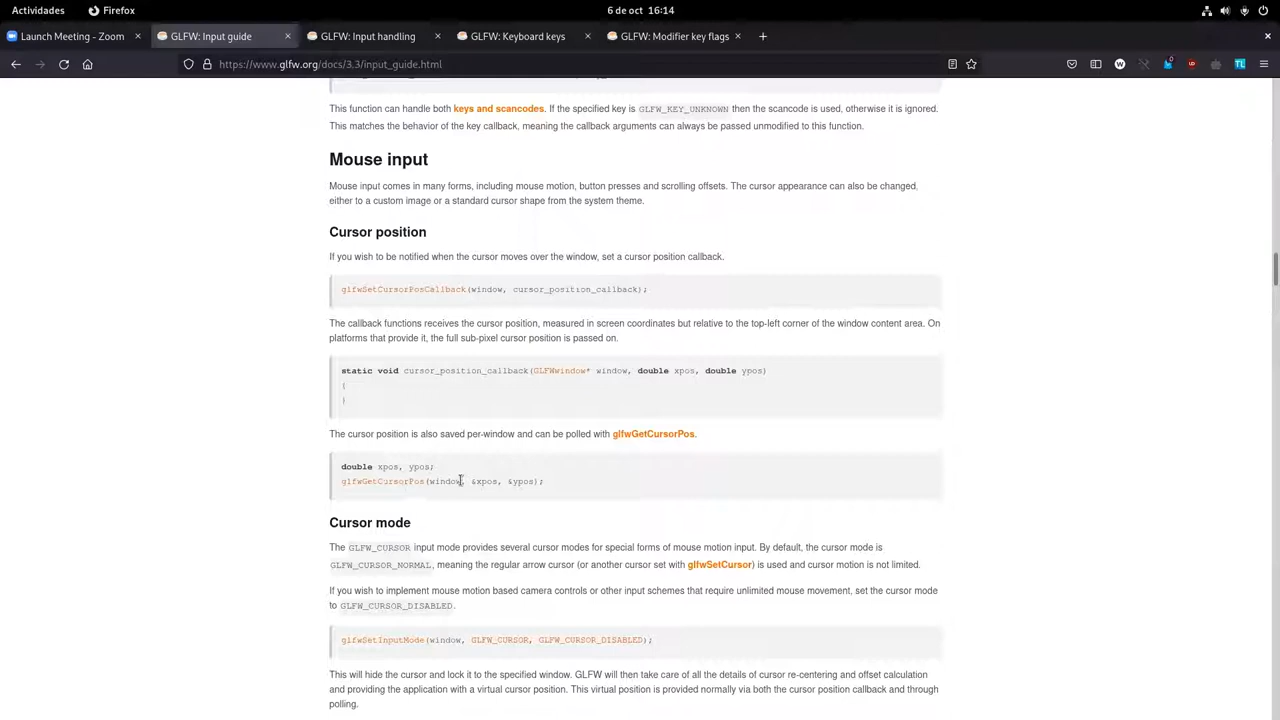 Actividades
Firefox
6 de oct 16:14
Launch Meeting - Zoom
GLFW: Input guide
GLFW: Input handling
GLFW: Keyboard keys
GLFW: Modifier key flags
https://www.glfw.org/docs/3.3/input_guide.html
This function can handle both keys and scancodes. If the specified key is GLFW_KEY_UNKNOWN then the scancode is used, otherwise it is ignored.
This matches the behavior of the key callback, meaning the callback arguments can always be passed unmodified to this function.
Mouse input
Mouse input comes in many forms, including mouse motion, button presses and scrolling offsets. The cursor appearance can also be changed,
either to a custom image or a standard cursor shape from the system theme.
Cursor position
If you wish to be notified when the cursor moves over the window, set a cursor position callback.
glfwSetCursorPosCallback(window, cursor_position_callback);
The callback functions receives the cursor position, measured in screen coordinates but relative to the top-left corner of the window content area. On
platforms that provide it, the full sub-pixel cursor position is passed on.
static void cursor_position_callback(GLFWwindow* window, double xpos, double ypos)
{
}
The cursor position is also saved per-window and can be polled with glfwGetCursorPos.
double xpos, ypos;
glfwGetCursorPos(window, &xpos, &ypos);
Cursor mode
The GLFW_CURSOR input mode provides several cursor modes for special forms of mouse motion input. By default, the cursor mode is
GLFW_CURSOR_NORMAL, meaning the regular arrow cursor (or another cursor set with glfwSetCursor) is used and cursor motion is not limited.
If you wish to implement mouse motion based camera controls or other input schemes that require unlimited mouse movement, set the cursor mode
to GLFW_CURSOR_DISABLED.
glfwSetInputMode(window, GLFW_CURSOR, GLFW_CURSOR_DISABLED);
This will hide the cursor and lock it to the specified window. GLFW will then take care of all the details of cursor re-centering and offset calculation
and providing the application with a virtual cursor position. This virtual position is provided normally via both the cursor position callback and through
polling.